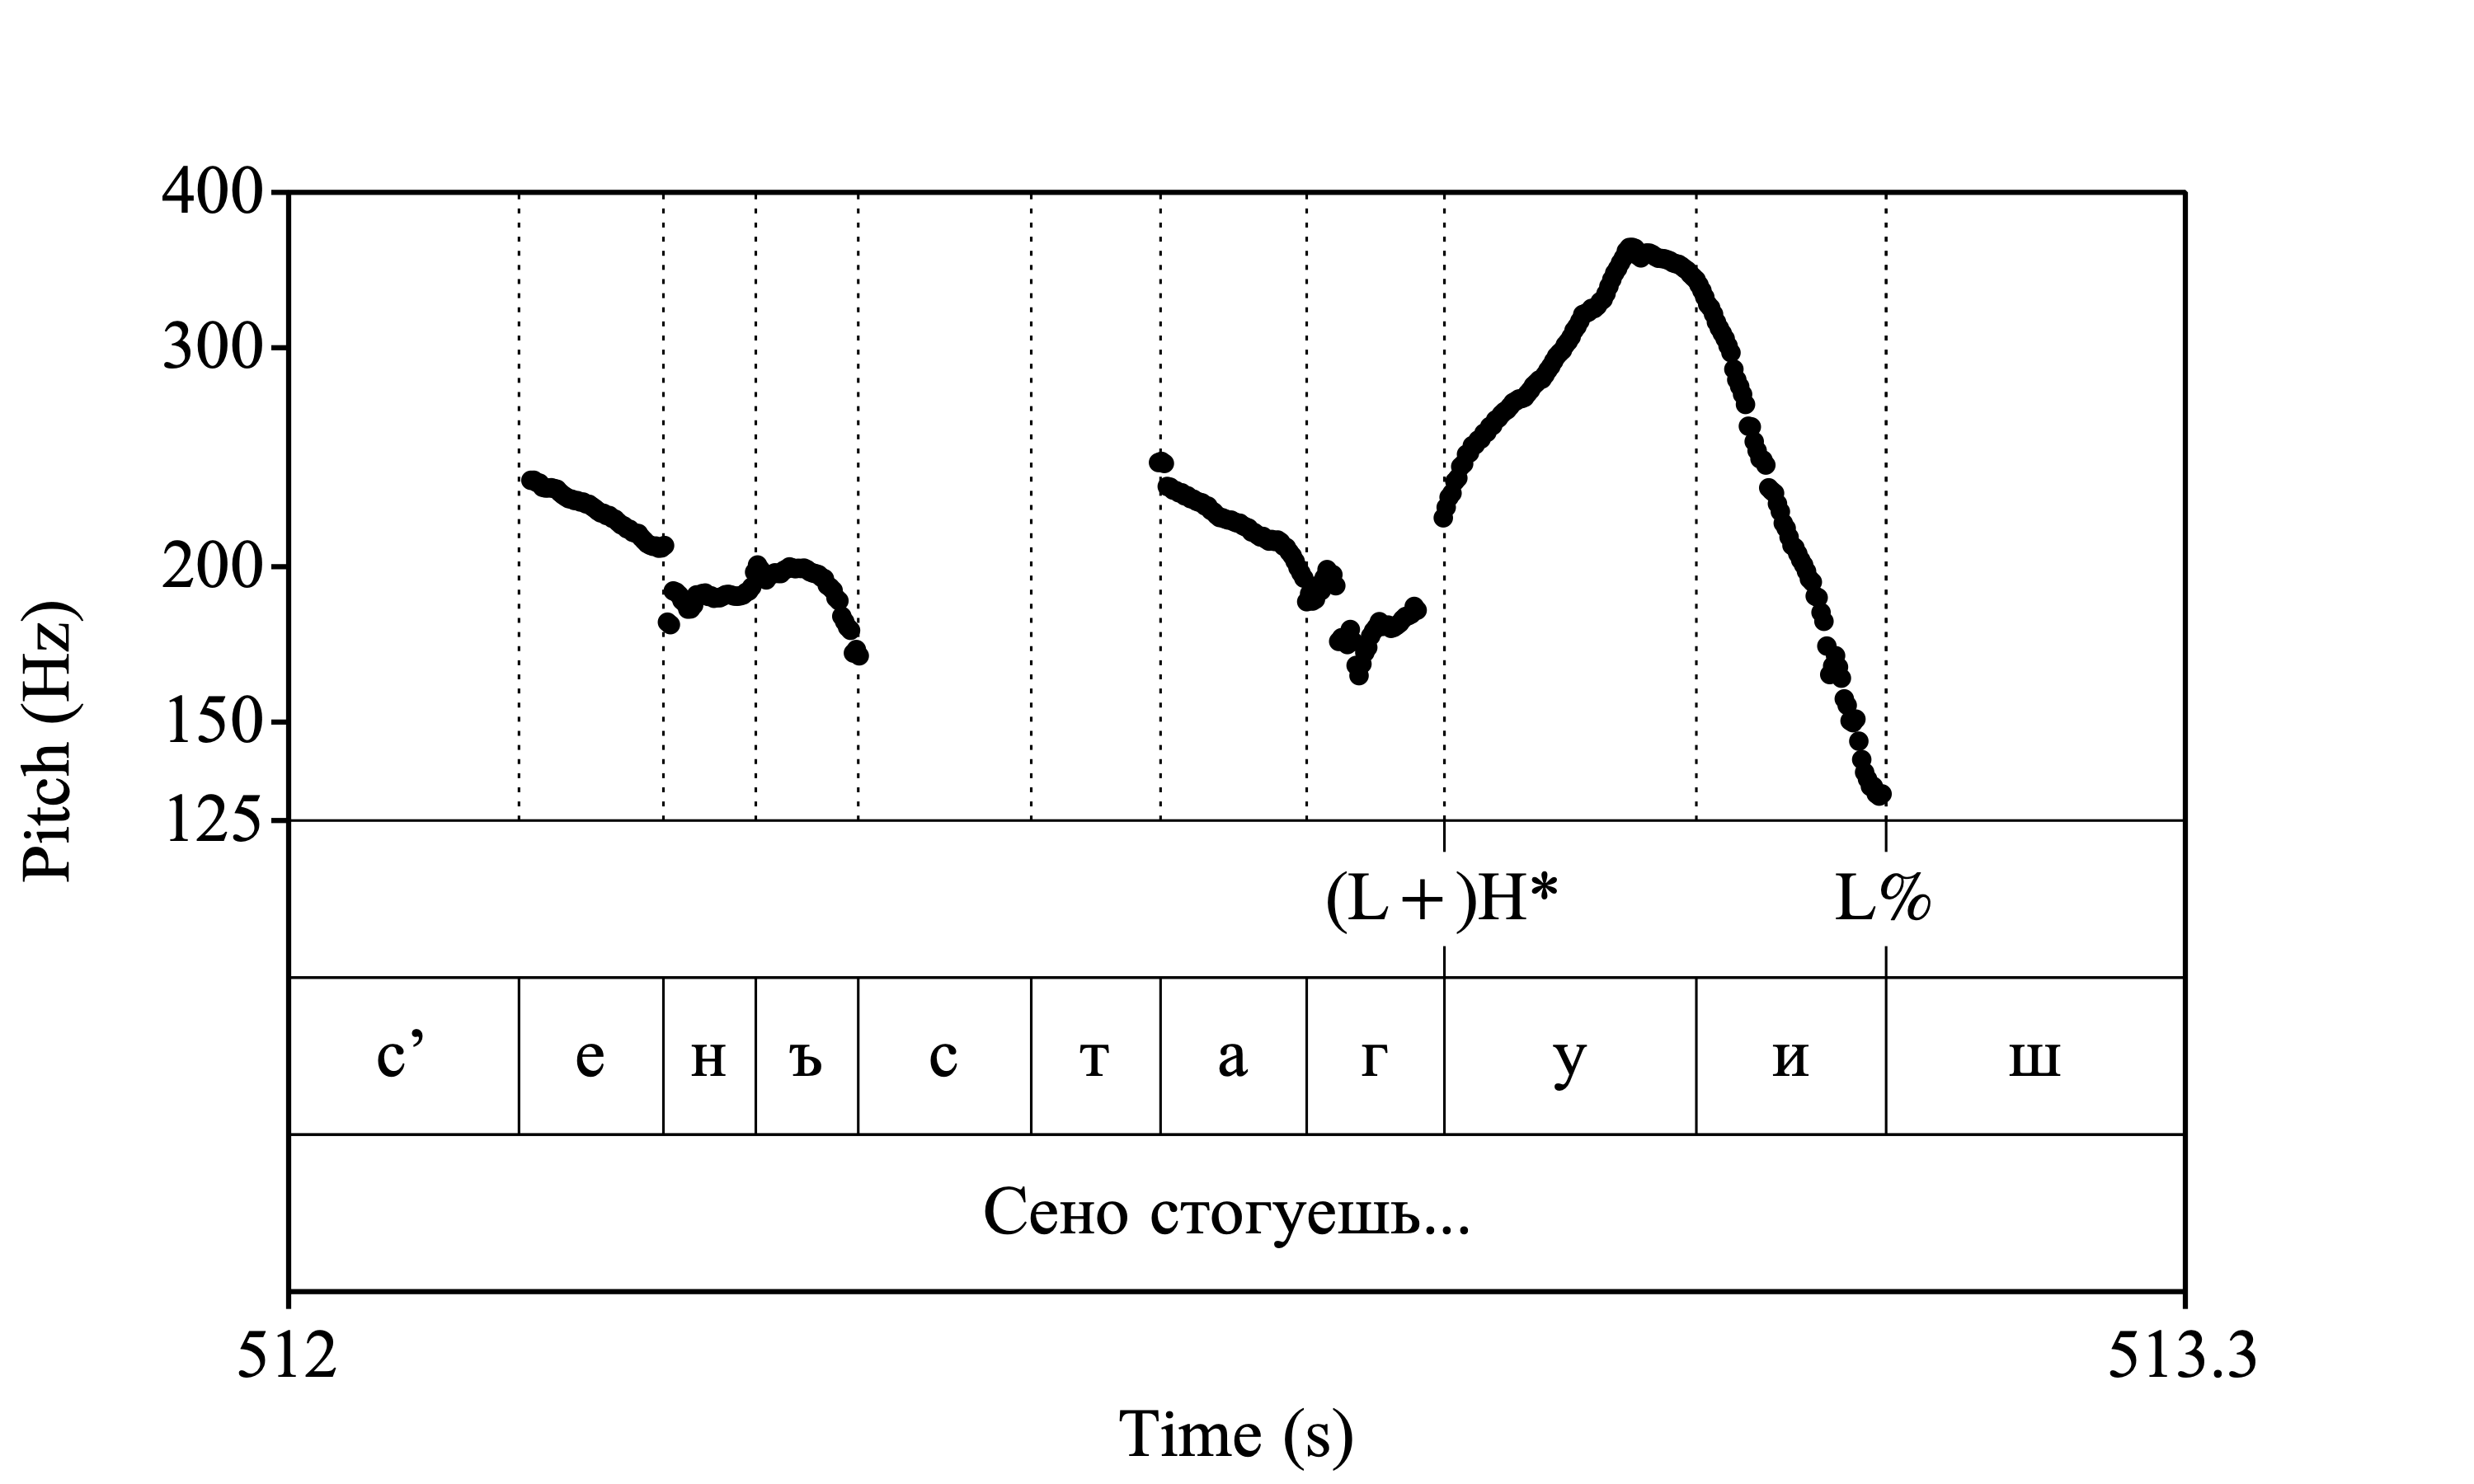 400
300
200
150
125
Pitch (Hz)
(L+)H* L%
с’ е н ъ с т а г у и ш
Сено стогуешь...
512 513.3
Time (s)